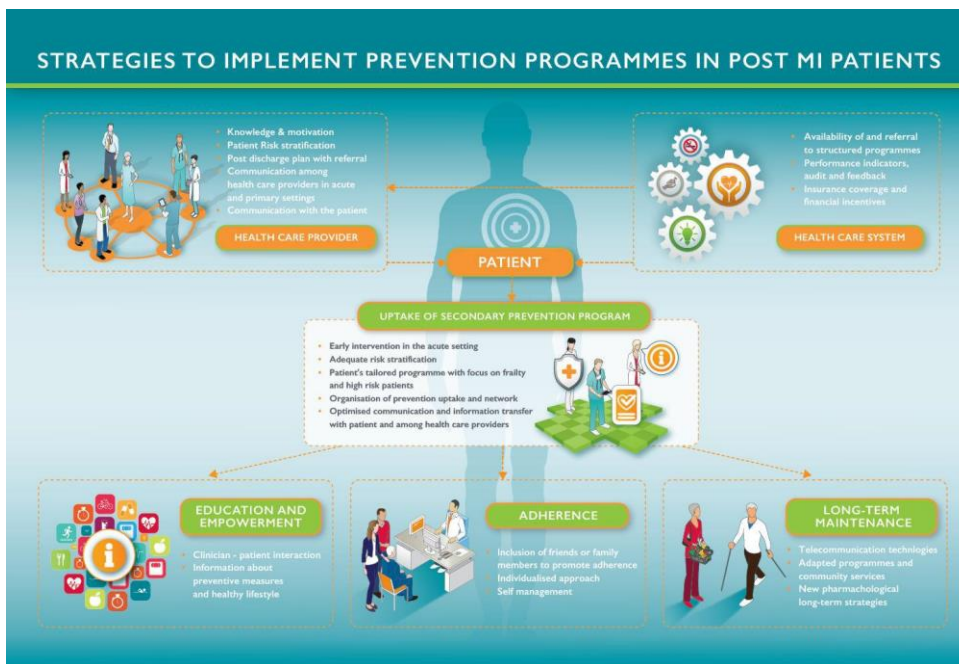 STRATEGIES TO IMPLEMENT PREVENTION PROGRAMMES IN POST MI PATIENTS
• Knowledge & motivation
• Patient Risk stratification
• Post discharge plan with referral
• Communication among
health care providers in acute
and primary settings
• Communication with the patient
HEALTH CARE PROVIDER
• Availability of and referral
to structured programmes
• Performance indicators,
audit and feedback
• Insurance coverage and
financial incentives
HEALTH CARE SYSTEM
PATIENT
UPTAKE OF SECONDARY PREVENTION PROGRAM
• Early intervention in the acute setting
• Adequate risk stratification
• Patient's tailored programme with focus on frailty
and high risk patients
• Organisation of prevention uptake and network
• Optimised communication and information transfer
with patient and among health care providers
EDUCATION AND
EMPOWERMENT
• Clinician - patient interaction
• Information about
preventive measures
and healthy lifestyle
ADHERENCE
• Inclusion of friends or family
members to promote adherence
• Individualised approach
• Self management
LONG-TERM
MAINTENANCE
• Telecommunication technlogies
• Adapted programmes and
community services
• New pharmachological
long-term strategies